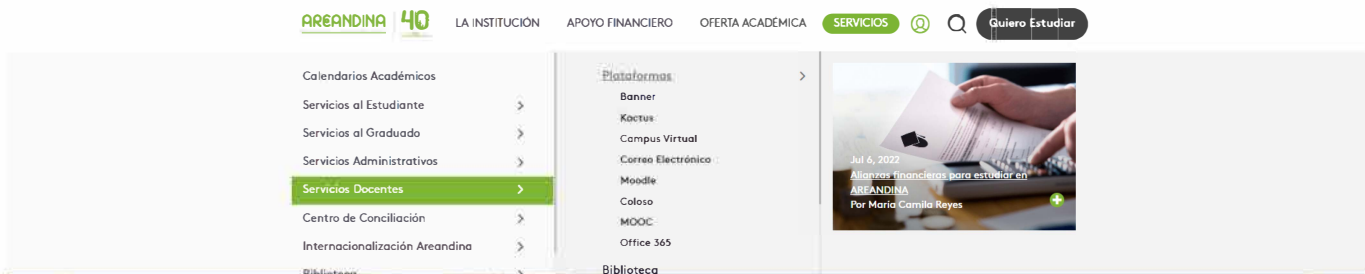 AREANDINA 40 LA INSTITUCIÓN APOYO FINANCIERO OFERTA ACADÉMICA SERVICIOS Quiero Estudiar
Calendarios Académicos
Servicios al Estudiante
Servicios al Graduado
Servicios Administrativos
Servicios Docentes
Centro de Conciliación
Internacionalización Areandina
Biblioteca
Plataformas
Banner
Kactus
Campus Virtual
Correo Electrónico
Moodle
Coloso
MOOC
Office 365
Biblioteca
Jul 6, 2022
Alianzas financieras para estudiar en
AREANDINA
Por María Camila Reyes